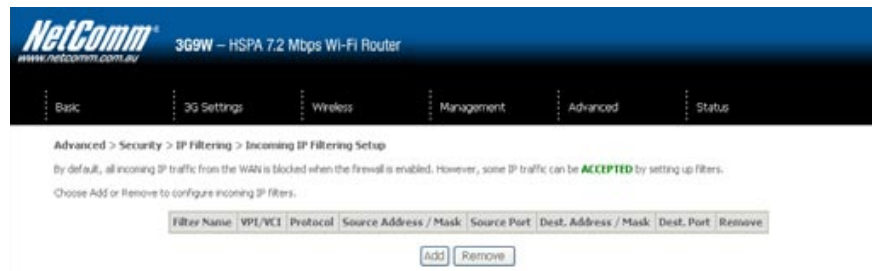 NetComm®
www.netcomm.com.au
3G9W – HSPA 7.2 Mbps Wi-Fi Router
Basic 3G Settings Wireless Management Advanced Status
Advanced > Security > IP Filtering > Incoming IP Filtering Setup
By default, all incoming IP traffic from the WAN is blocked when the firewall is enabled. However, some IP traffic can be ACCEPTED by setting up filters.
Choose Add or Remove to configure incoming IP filters.
Filter Name VPI/VCI Protocol Source Address / Mask Source Port Dest. Address / Mask Dest. Port Remove
Add Remove